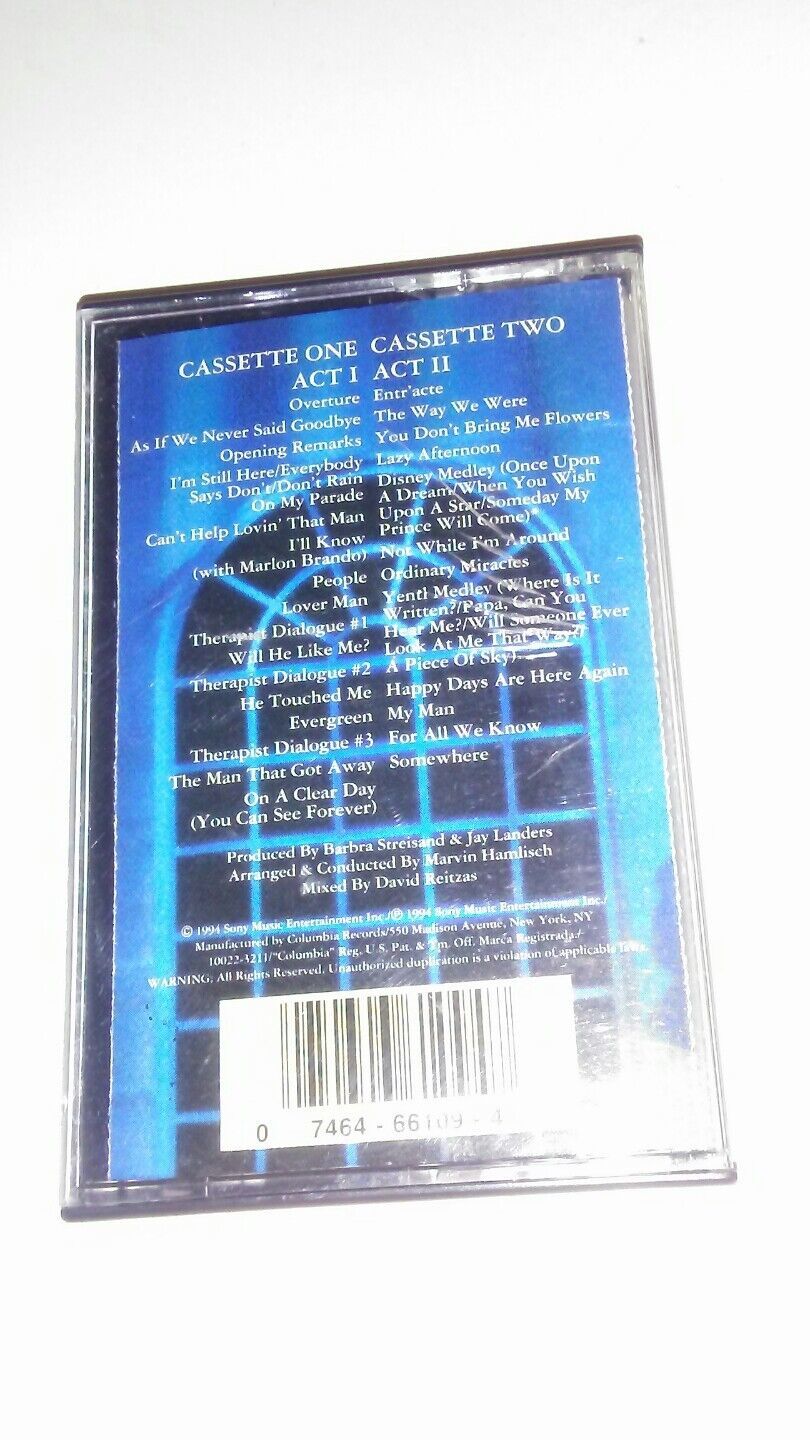 CASSETTE ONE
ACT I
Overture
As If We Never Said Goodbye
Opening Remarks
I'm Still Here/Everybody
Says Don't/Don't Rain
On My Parade
Can't Help Lovin' That Man
I'll Know
(with Marlon Brando)
People
Lover Man
Therapist Dialogue #1
Will He Like Me?
Therapist Dialogue #2
He Touched Me
Evergreen
Therapist Dialogue #3
The Man That Got Away
On A Clear Day
(You Can See Forever)
CASSETTE TWO
ACT II
Entr'acte
The Way We Were
You Don't Bring Me Flowers
Lazy Afternoon
Disney Medley (Once Upon
A Dream/When You Wish
Upon A Star/Someday My
Prince Will Come)*
Not While I'm Around
Ordinary Miracles
Yentl Medley (Where Is It
Written?/Papa, Can You
Hear Me?/Will Someone Ever
Look At Me That Way?/
A Piece Of Sky)
Happy Days Are Here Again
My Man
For All We Know
Somewhere
Produced By Barbra Streisand & Jay Landers
Arranged & Conducted By Marvin Hamlisch
Mixed By David Reitzas
© 1994 Sony Music Entertainment Inc./℗ 1994 Sony Music Entertainment Inc./
Manufactured by Columbia Records/550 Madison Avenue, New York, NY
10022-3211/"Columbia" Reg. U.S. Pat. & Tm. Off. Marca Registrada./
WARNING: All Rights Reserved. Unauthorized duplication is a violation of applicable laws.
0 7464 - 66109 - 4